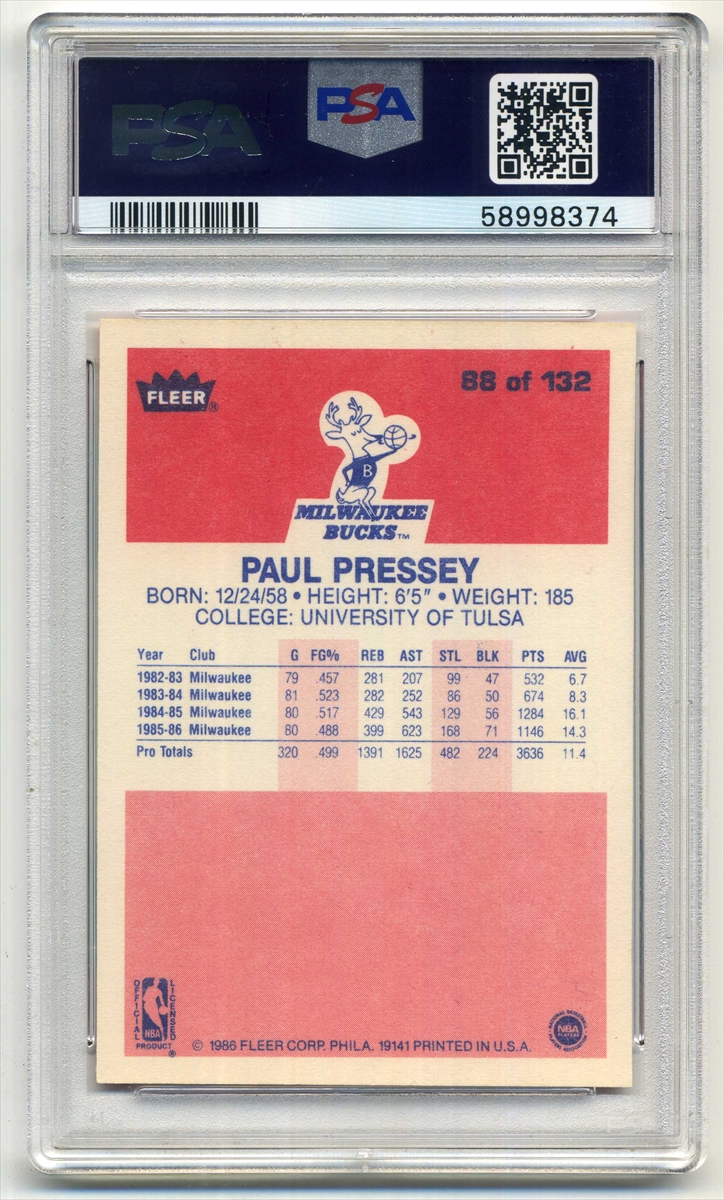 PSA PSA
58998374
FLEER® 88 of 132
B
MILWAUKEE
BUCKS™
PAUL PRESSEY
BORN: 12/24/58 • HEIGHT: 6'5" • WEIGHT: 185
COLLEGE: UNIVERSITY OF TULSA
Year Club G FG% REB AST STL BLK PTS AVG
1982-83 Milwaukee 79 .457 281 207 99 47 532 6.7
1983-84 Milwaukee 81 .523 282 252 86 50 674 8.3
1984-85 Milwaukee 80 .517 429 543 129 56 1284 16.1
1985-86 Milwaukee 80 .488 399 623 168 71 1146 14.3
Pro Totals 320 .499 1391 1625 482 224 3636 11.4
OFFICIAL LICENSED
NBA
PRODUCT ®
© 1986 FLEER CORP. PHILA. 19141 PRINTED IN U.S.A.
NATIONAL BASKETBALL
NBA
PLAYERS
ASSOCIATION